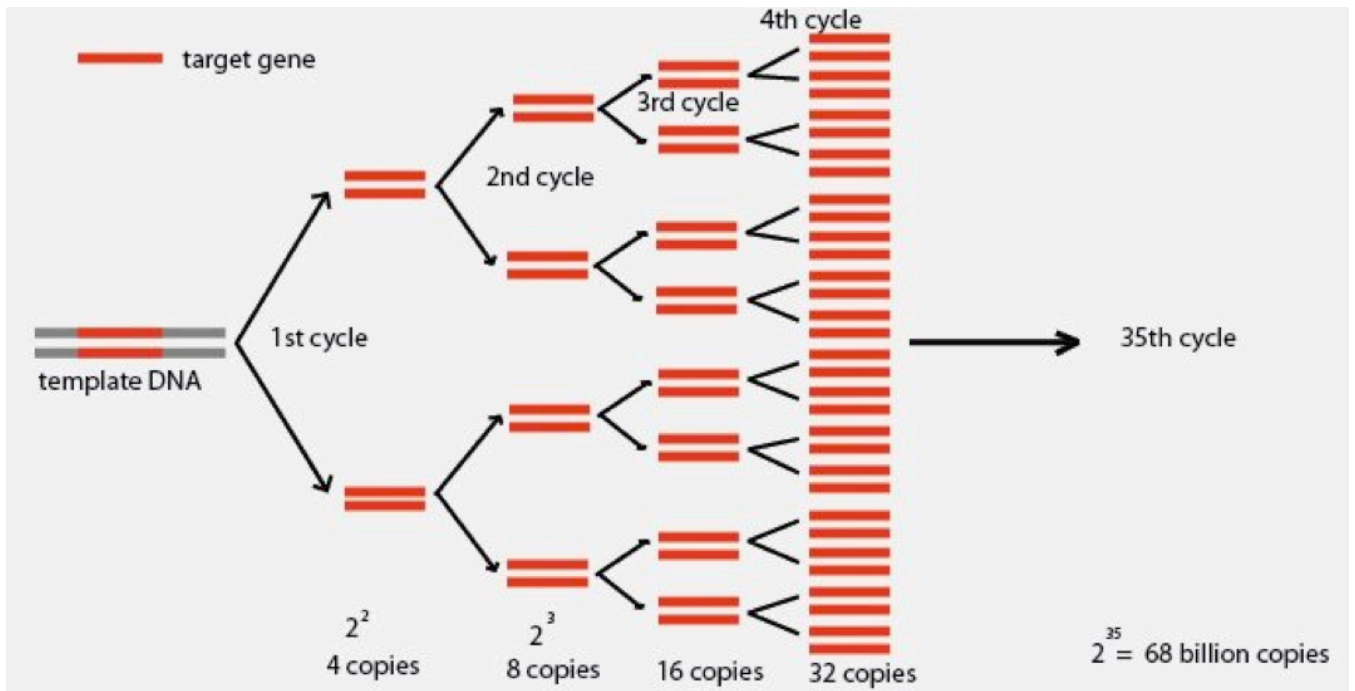 4th cycle
target gene
3rd cycle
2nd cycle
1st cycle
35th cycle
template DNA
2²
4 copies
2³
8 copies
16 copies
32 copies
2³⁵= 68 billion copies